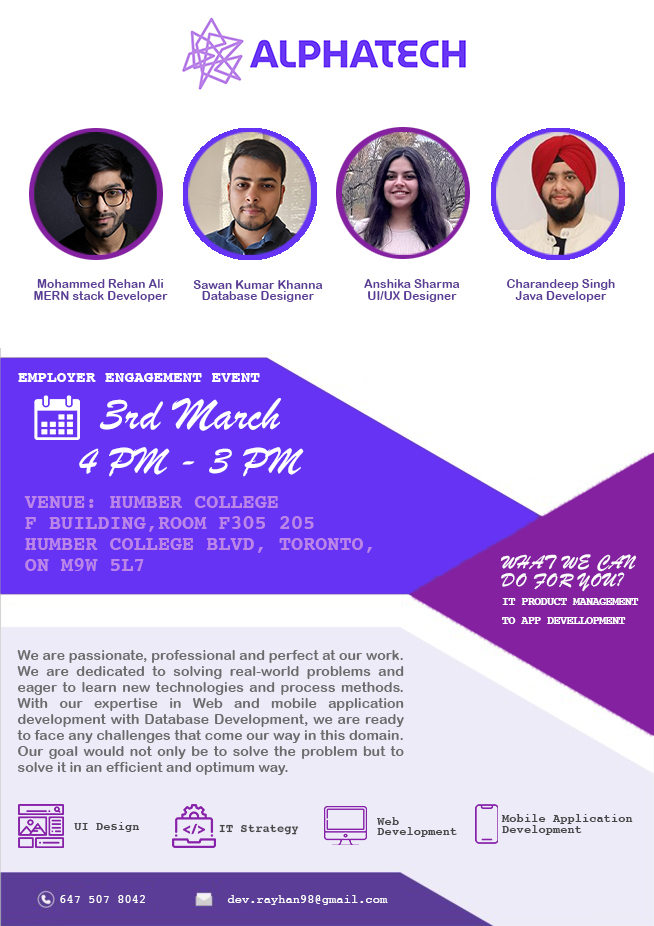 ALPHATECH
Mohammed Rehan Ali
MERN stack Developer
Sawan Kumar Khanna
Database Designer
Anshika Sharma
UI/UX Designer
Charandeep Singh
Java Developer
EMPLOYER ENGAGEMENT EVENT
3rd March
4 PM - 3 PM
VENUE: HUMBER COLLEGE
F BUILDING,ROOM F305 205
HUMBER COLLEGE BLVD, TORONTO,
ON M9W 5L7
WHAT WE CAN
DO FOR YOU?
IT PRODUCT MANAGEMENT
TO APP DEVELLOPMENT
We are passionate, professional and perfect at our work.
We are dedicated to solving real-world problems and
eager to learn new technologies and process methods.
With our expertise in Web and mobile application
development with Database Development, we are ready
to face any challenges that come our way in this domain.
Our goal would not only be to solve the problem but to
solve it in an efficient and optimum way.
UI Design
</> IT Strategy
Web
Development
Mobile Application
Development
647 507 8042
dev.rayhan98@gmail.com